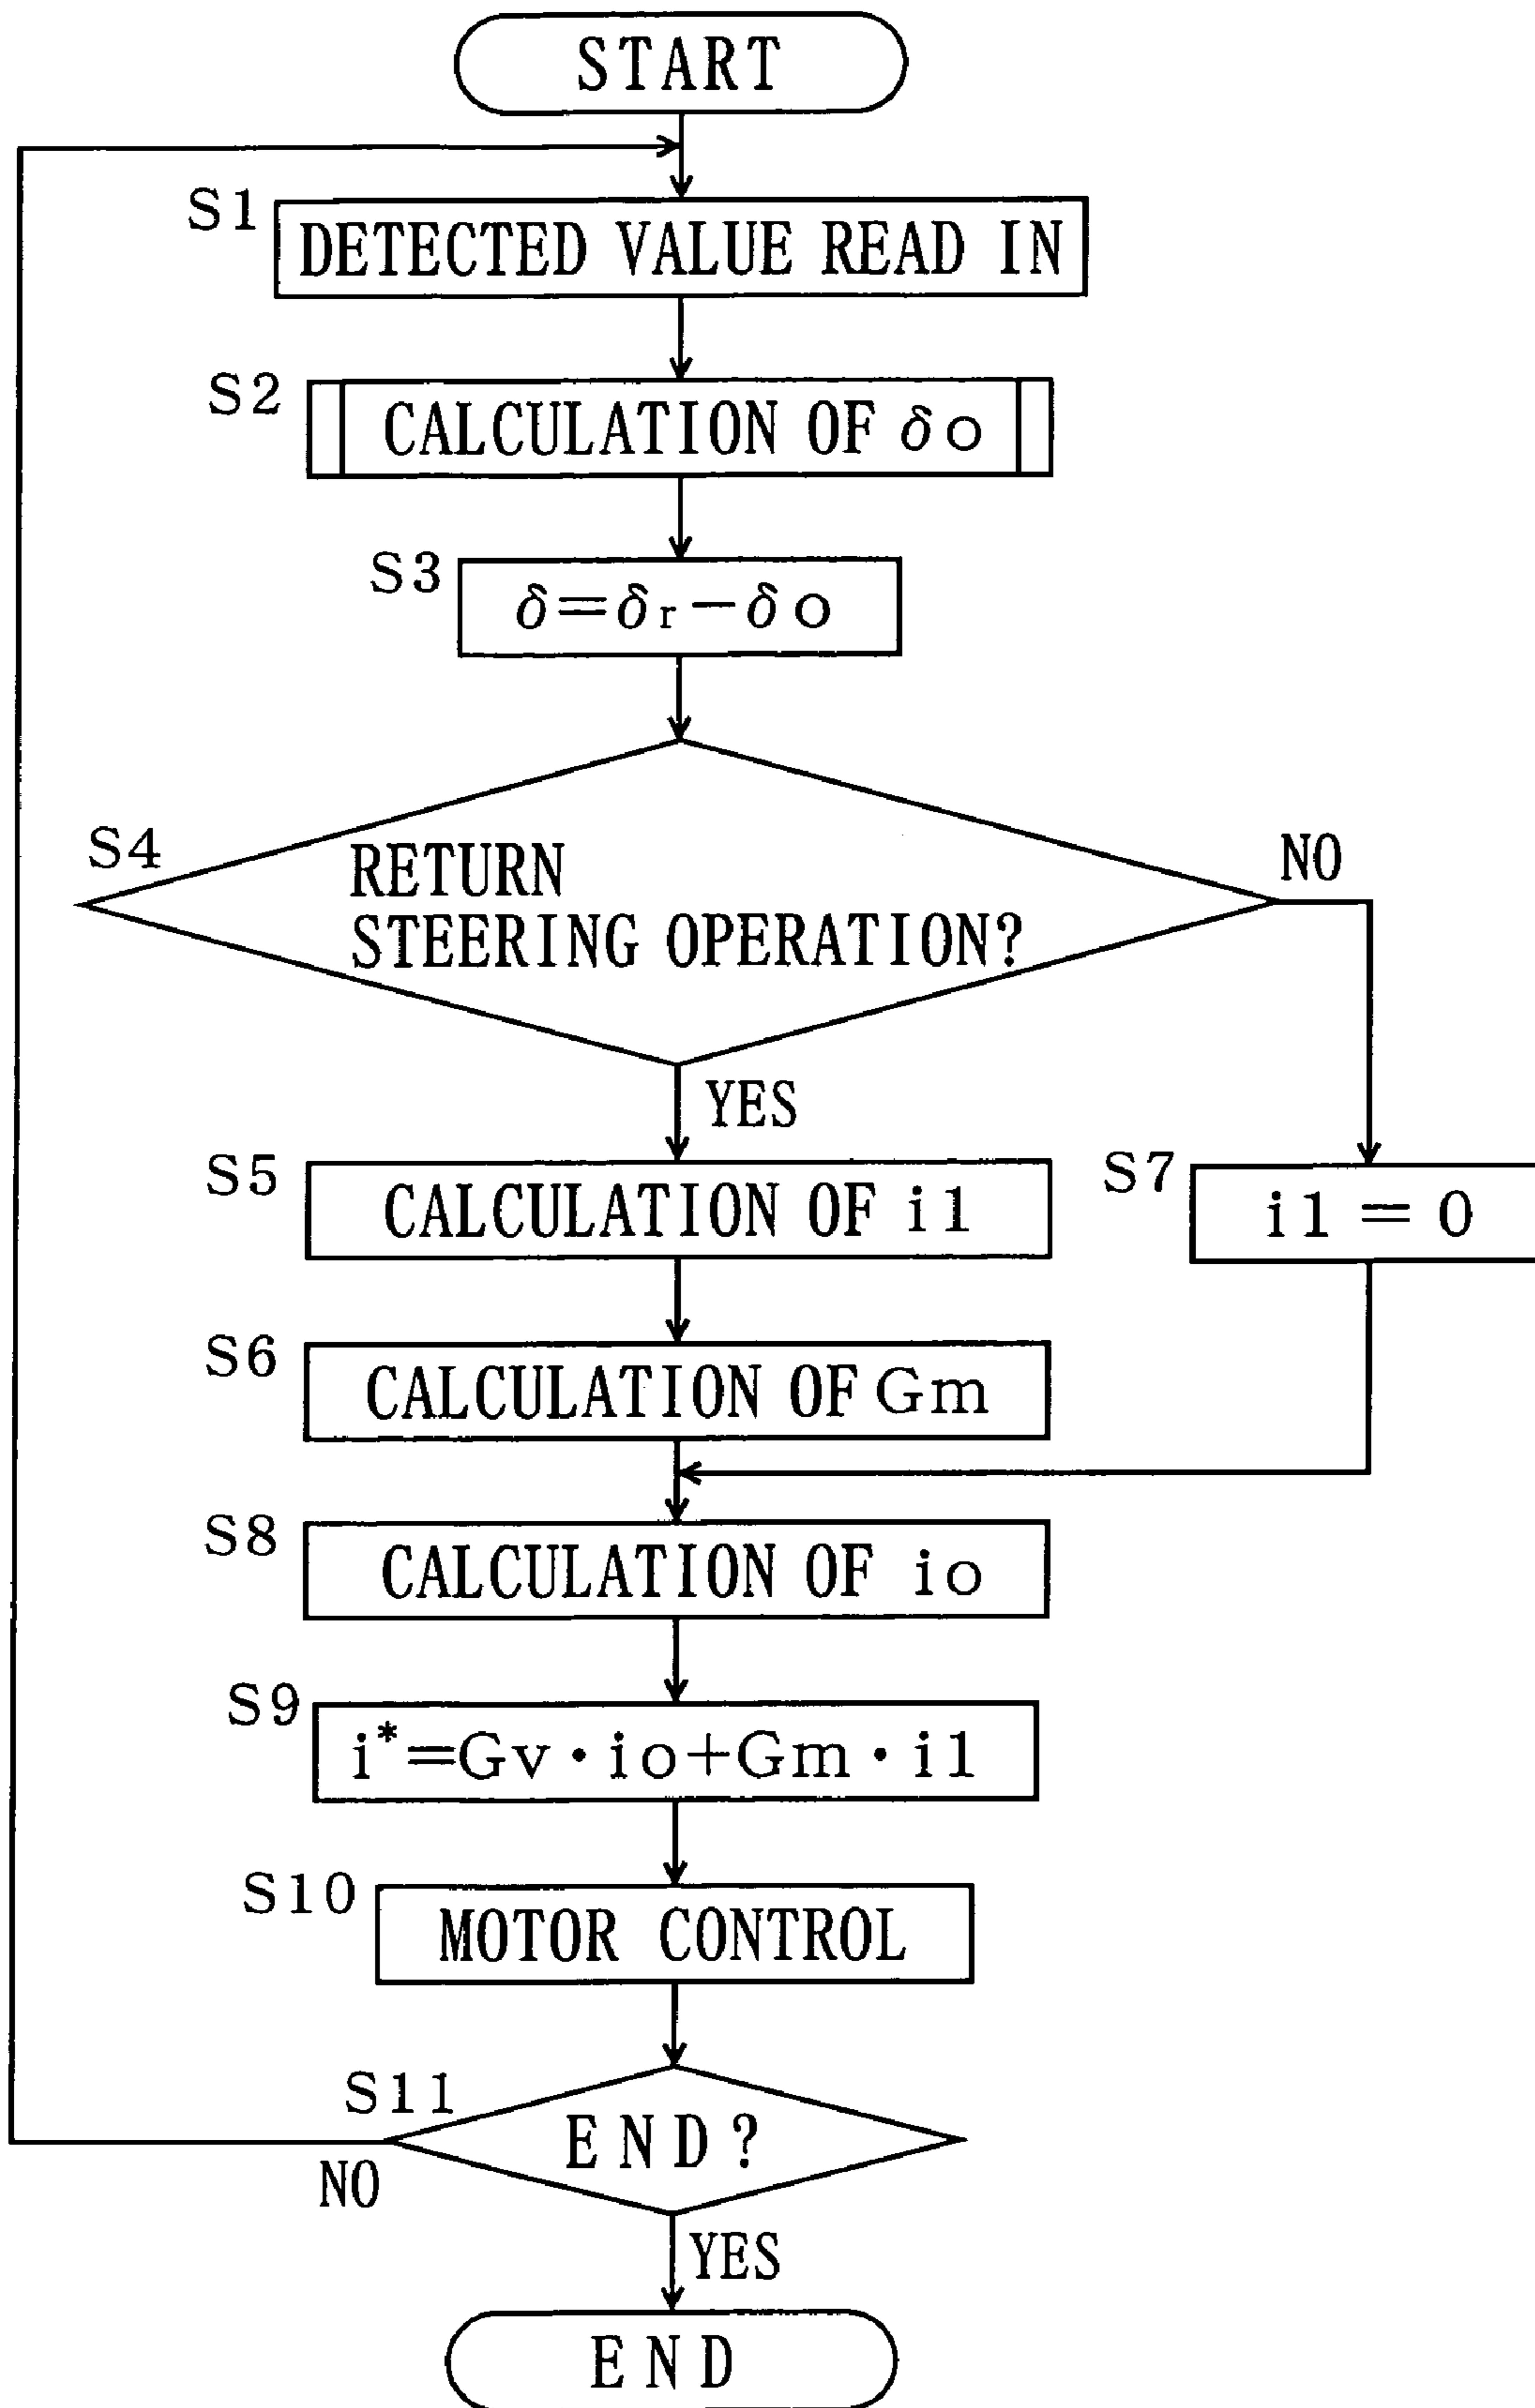 START
S1
DETECTED VALUE READ IN
S2
CALCULATION OF δo
S3
δ=δr-δo
S4
RETURN
STEERING OPERATION?
NO
YES
S5
CALCULATION OF i1
S7
i1=0
S6
CALCULATION OF Gm
S8
CALCULATION OF io
S9
i*=Gv·io+Gm·i1
S10
MOTOR CONTROL
S11
END?
NO
YES
END